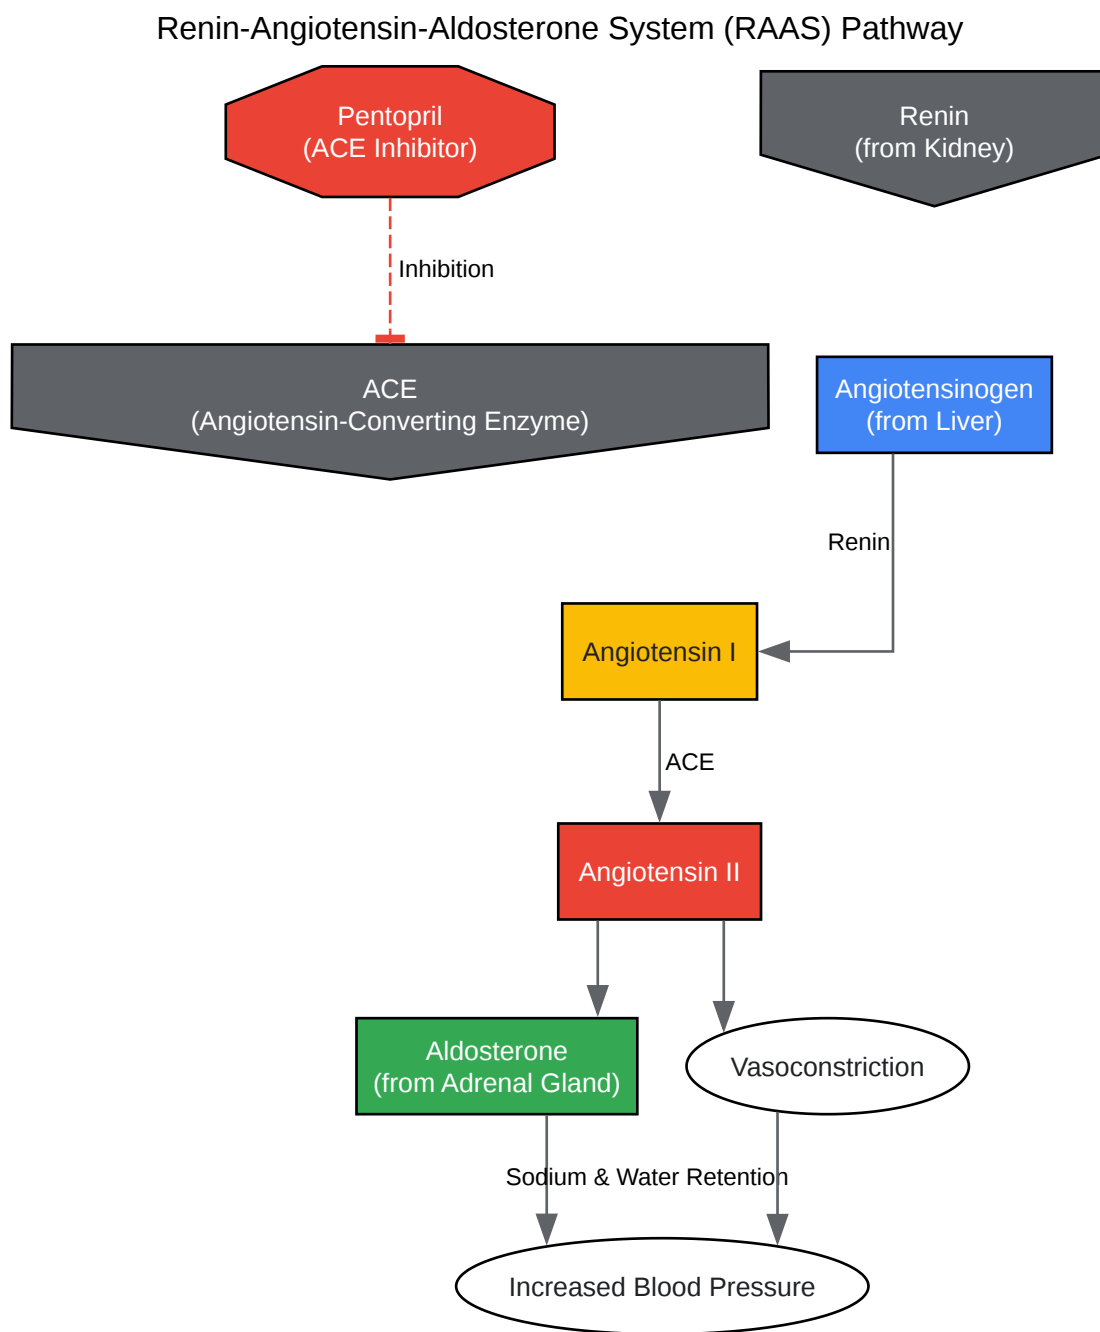 Renin-Angiotensin-Aldosterone System (RAAS) Pathway
Pentopril
(ACE Inhibitor)
Renin
(from Kidney)
Inhibition
ACE
(Angiotensin-Converting Enzyme)
Angiotensinogen
(from Liver)
Renin
Angiotensin I
ACE
Angiotensin II
Aldosterone
(from Adrenal Gland)
Vasoconstriction
Sodium & Water Retention
Increased Blood Pressure